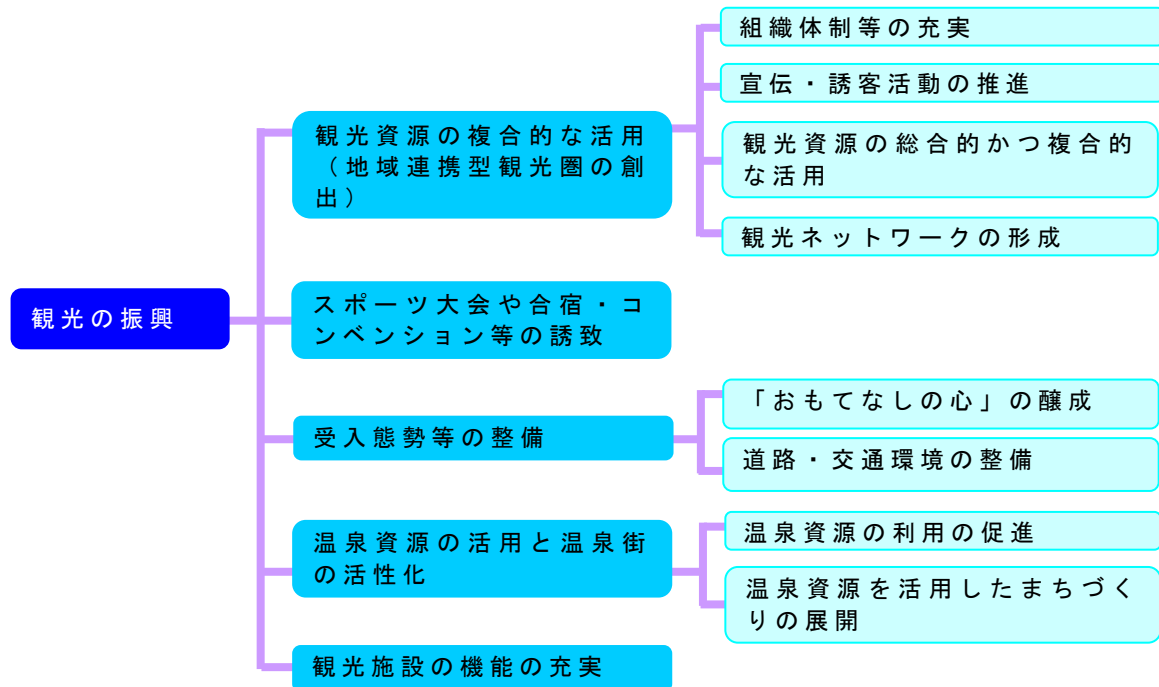 観光の振興
観光資源の複合的な活用
（地域連携型観光圏の創
出）
組織体制等の充実
宣伝・誘客活動の推進
観光資源の総合的かつ複合的
な活用
観光ネットワークの形成
スポーツ大会や合宿・コ
ンベンション等の誘致
受入態勢等の整備
「おもてなしの心」の醸成
道路・交通環境の整備
温泉資源の活用と温泉街
の活性化
温泉資源の利用の促進
温泉資源を活用したまちづく
りの展開
観光施設の機能の充実